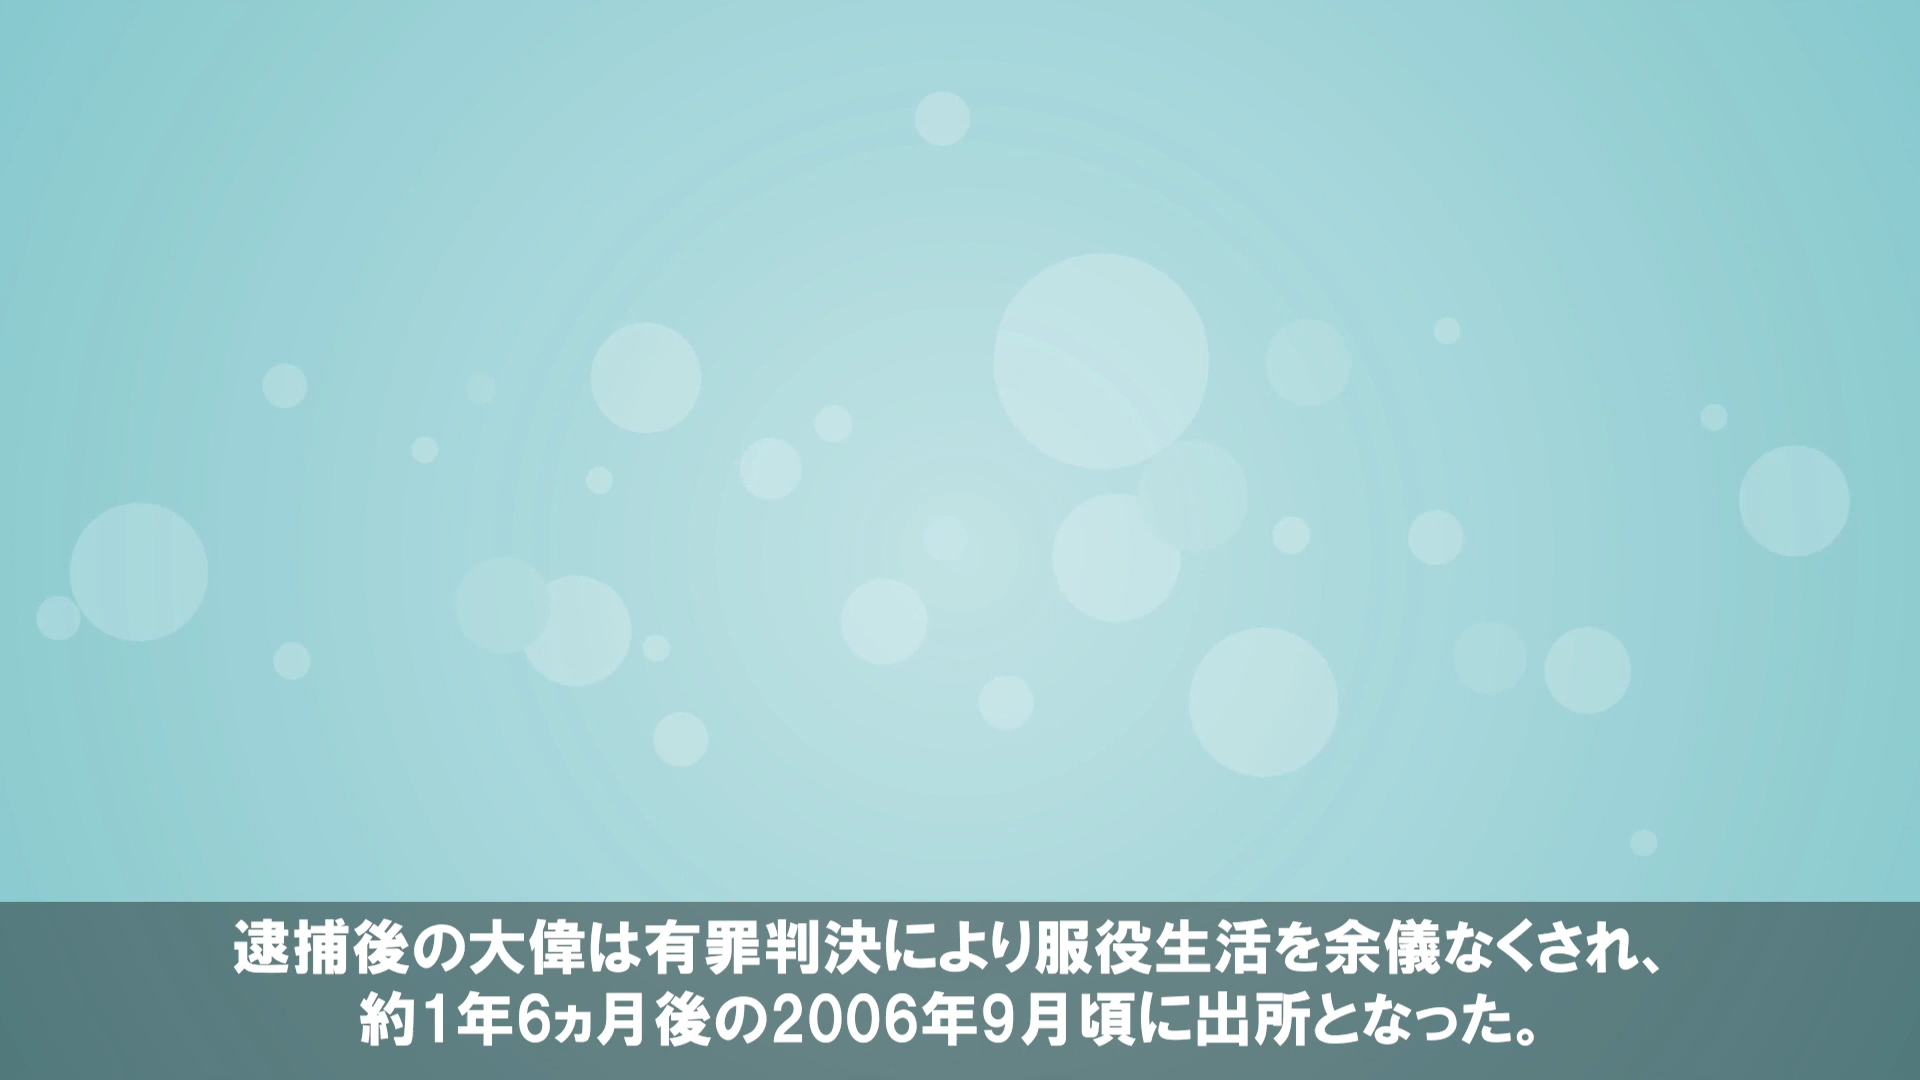 逮捕後の大偉は有罪判決により服役生活を余儀なくされ、
約1年6ヵ月後の2006年9月頃に出所となった。